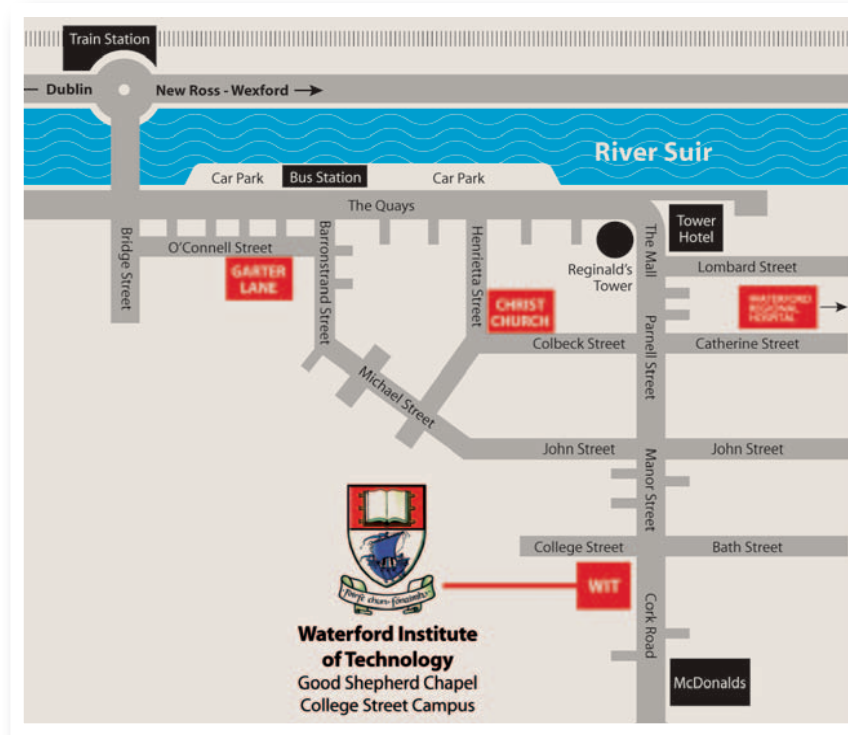 Train Station
Dublin
New Ross - Wexford
River Suir
Car Park
Bus Station
Car Park
The Quays
Tower
Hotel
Bridge Street
O'Connell Street
Barronstrand Street
Henrietta Street
Reginald's
Tower
The Mall
Lombard Street
GARTER
LANE
CHRIST
CHURCH
WATERFORD
REGIONAL
HOSPITAL
Colbeck Street
Parnell Street
Catherine Street
Michael Street
John Street
Manor Street
John Street
College Street
Bath Street
WIT
Cork Road
Waterford Institute
of Technology
Good Shepherd Chapel
College Street Campus
McDonalds